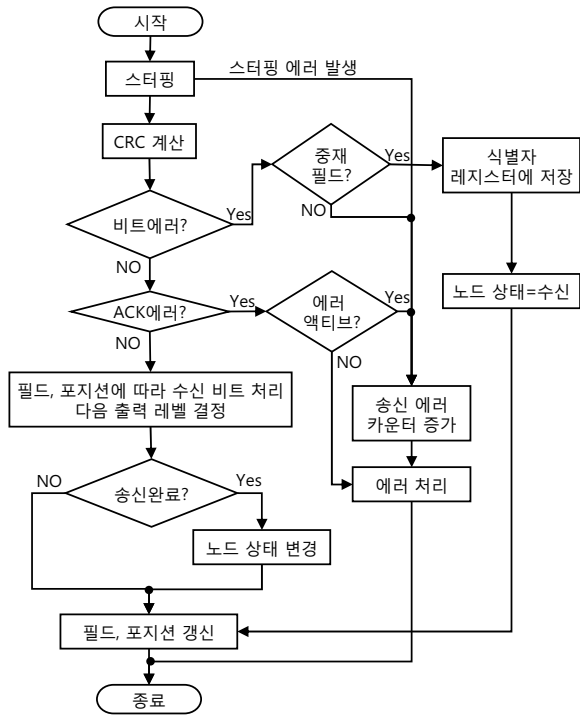 시작
스터핑
스터핑 에러 발생
CRC 계산
중재
필드?
Yes
NO
식별자
레지스터에 저장
비트에러?
Yes
NO
노드 상태=수신
ACK에러?
Yes
NO
에러
액티브?
Yes
NO
필드, 포지션에 따라 수신 비트 처리
다음 출력 레벨 결정
송신 에러
카운터 증가
에러 처리
NO
송신완료?
Yes
노드 상태 변경
필드, 포지션 갱신
종료